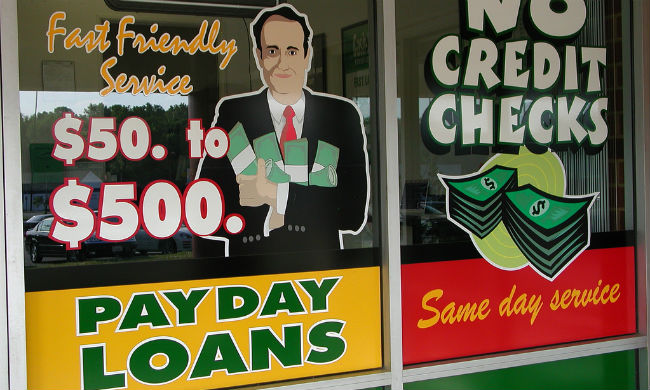 Fast Friendly
Service
$50. to
$500.
PAYDAY
LOANS
NO
CREDIT
CHECKS
$
$
Same day service